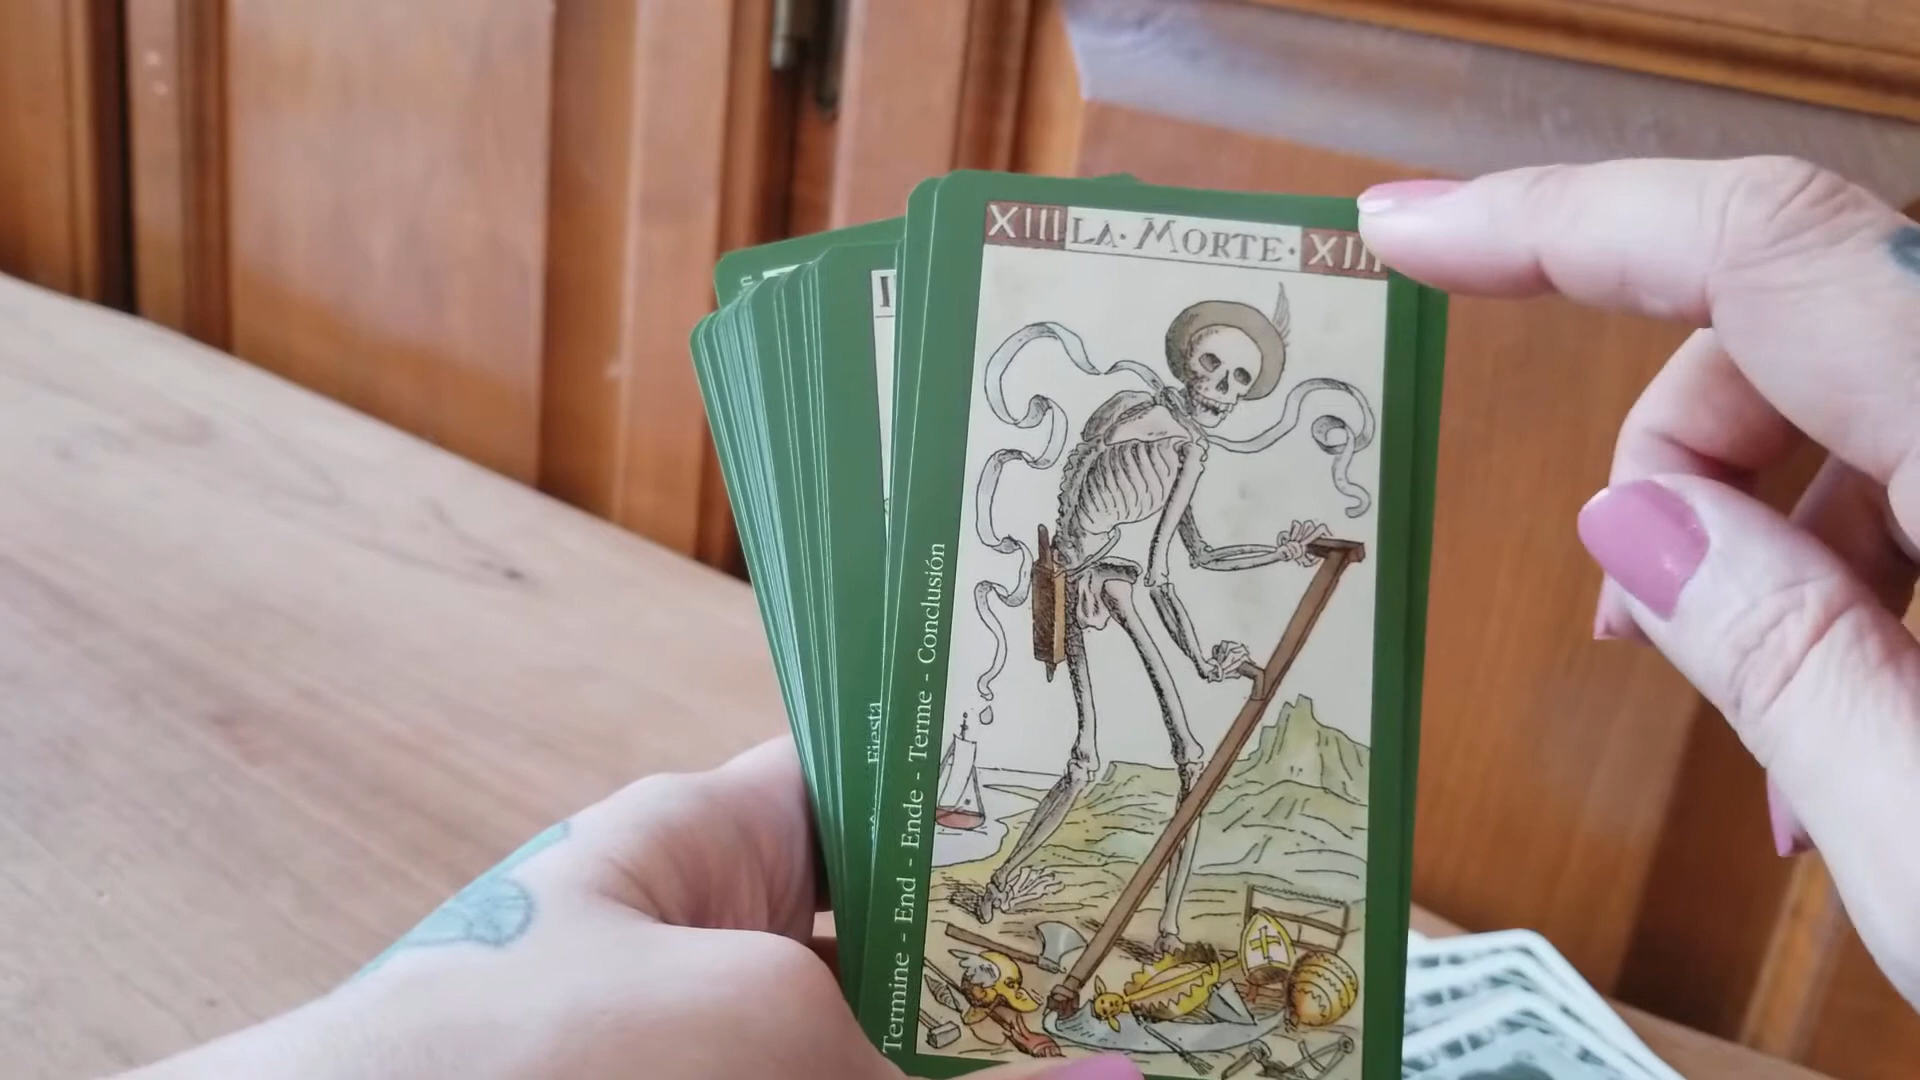 XIII LA · MORTE · XIII
Termine - End - Ende - Terme - Conclusión
Fiesta